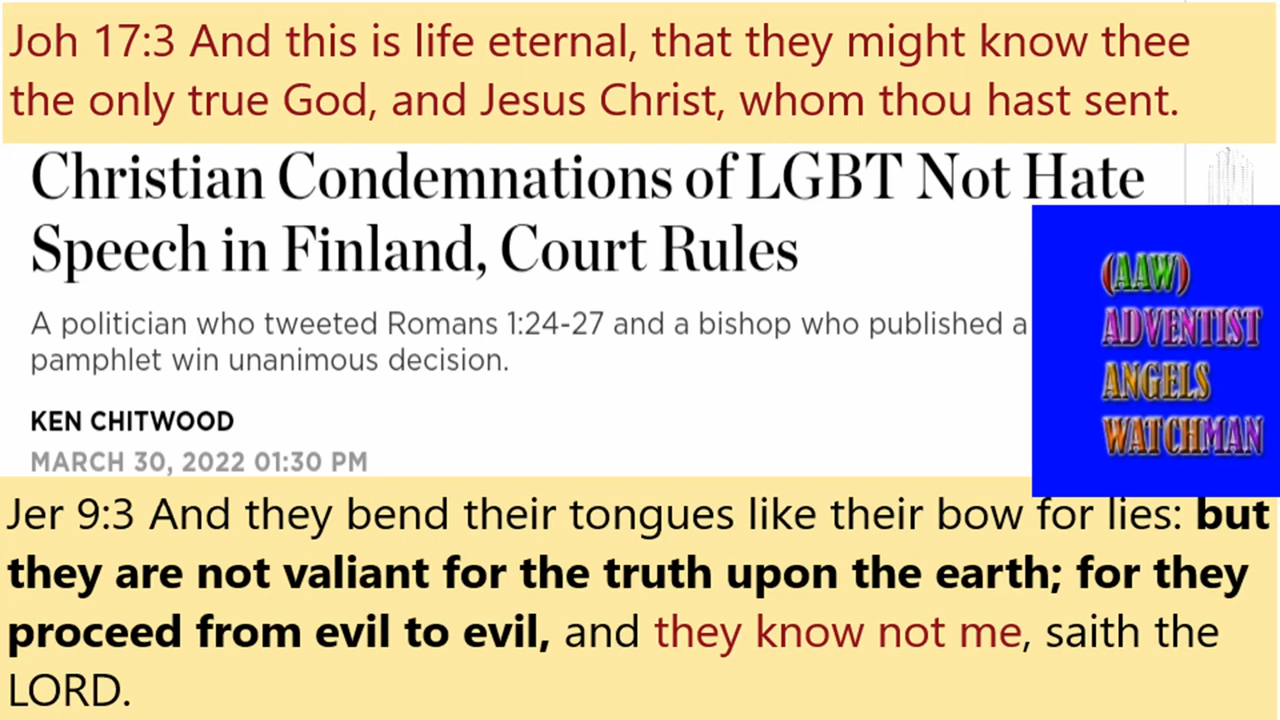 Joh 17:3 And this is life eternal, that they might know thee
the only true God, and Jesus Christ, whom thou hast sent.
Christian Condemnations of LGBT Not Hate
Speech in Finland, Court Rules
A politician who tweeted Romans 1:24-27 and a bishop who published a
pamphlet win unanimous decision.
KEN CHITWOOD
MARCH 30, 2022 01:30 PM
(AAW)
ADVENTIST
ANGELS
WATCHMAN
Jer 9:3 And they bend their tongues like their bow for lies: but
they are not valiant for the truth upon the earth; for they
proceed from evil to evil, and they know not me, saith the
LORD.